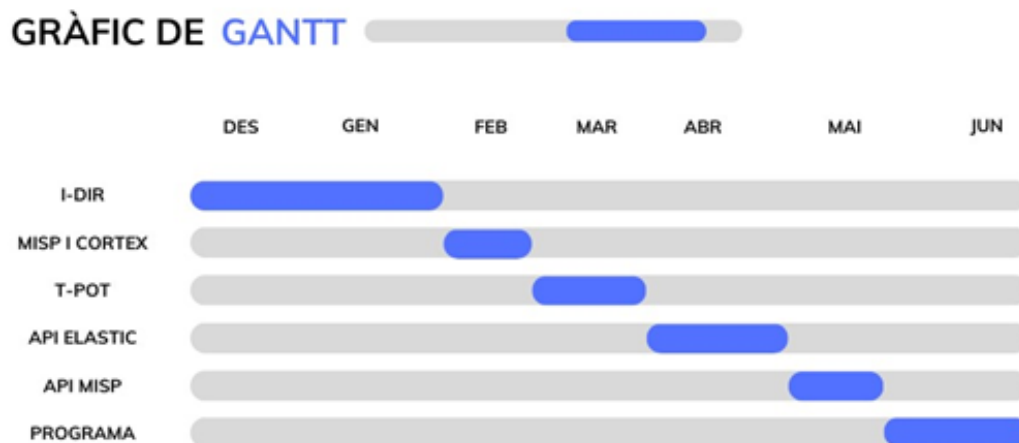 GRÀFIC DE GANTT
DES GEN FEB MAR ABR MAI JUN
I-DIR
MISP I CORTEX
T-POT
API ELASTIC
API MISP
PROGRAMA